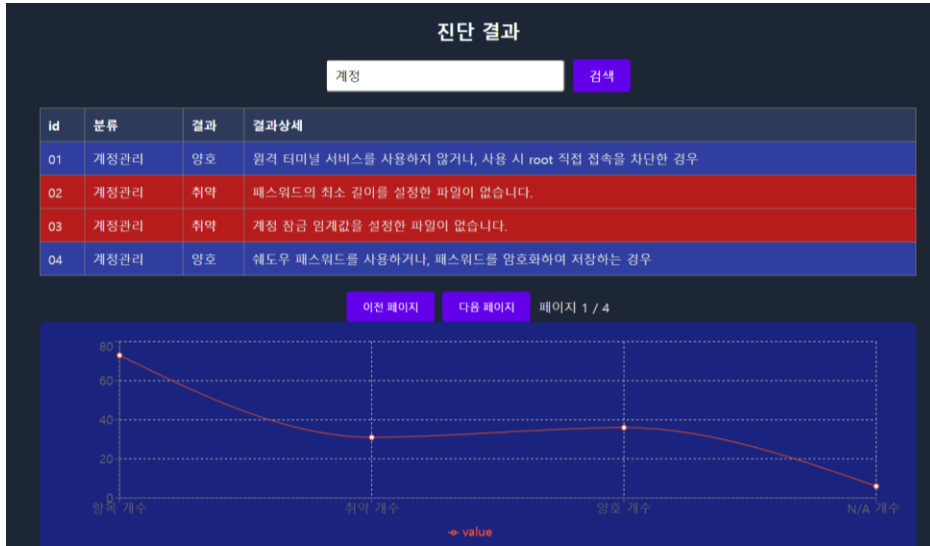 진단 결과
계정 검색
id 분류 결과 결과상세
01 계정관리 양호 원격 터미널 서비스를 사용하지 않거나, 사용 시 root 직접 접속을 차단한 경우
02 계정관리 취약 패스워드의 최소 길이를 설정한 파일이 없습니다.
03 계정관리 취약 계정 잠금 임계값을 설정한 파일이 없습니다.
04 계정관리 양호 쉐도우 패스워드를 사용하거나, 패스워드를 암호화하여 저장하는 경우
이전 페이지 다음 페이지 페이지 1 / 4
80
60
40
20
0
항목 개수 취약 개수 양호 개수 N/A 개수
value